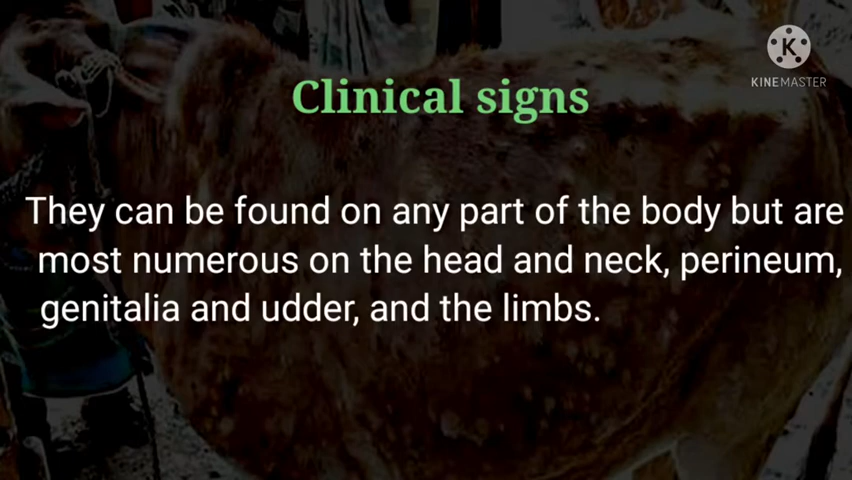 KINEMASTER
Clinical signs
They can be found on any part of the body but are
most numerous on the head and neck, perineum,
genitalia and udder, and the limbs.